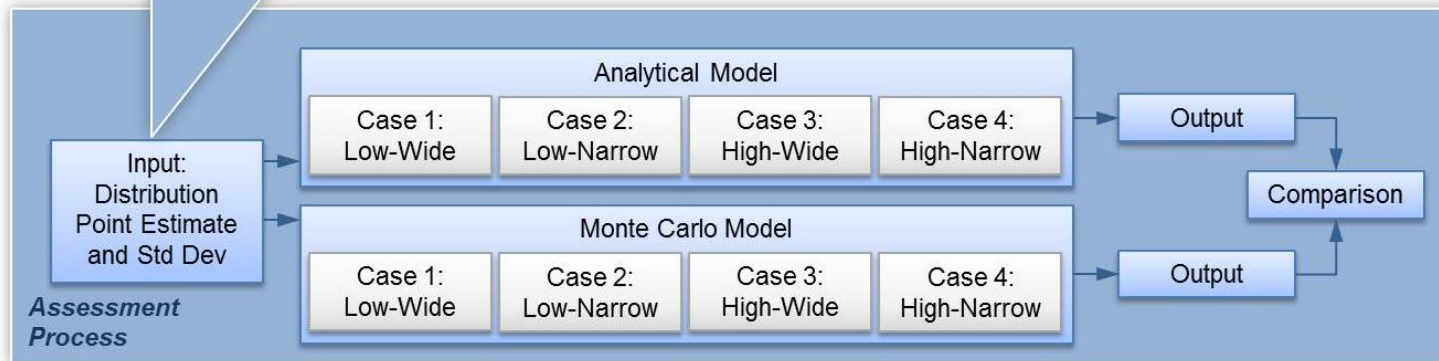 Analytical Model
Case 1:
Low-Wide
Case 2:
Low-Narrow
Case 3:
High-Wide
Case 4:
High-Narrow
Output
Input:
Distribution
Point Estimate
and Std Dev
Comparison
Monte Carlo Model
Case 1:
Low-Wide
Case 2:
Low-Narrow
Case 3:
High-Wide
Case 4:
High-Narrow
Output
Assessment
Process